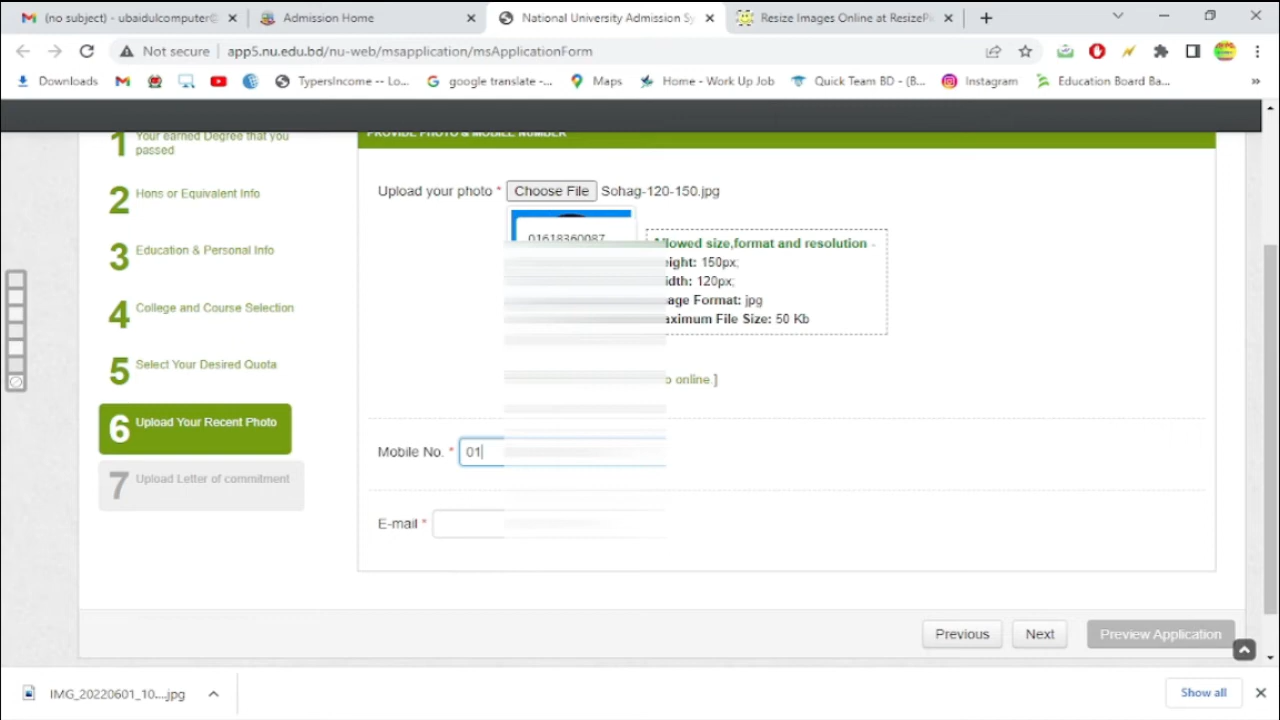 (no subject) - ubaidulcomputer@
Admission Home
National University Admission Sy
Resize Images Online at ResizePi
Not secure
app5.nu.edu.bd/nu-web/msapplication/msApplicationForm
Downloads
TypersIncome -- Lo...
google translate -...
Maps
Home - Work Up Job
Quick Team BD - (B...
Instagram
Education Board Ba...
»
1 Your earned Degree that you
passed
2 Hons or Equivalent Info
3 Education & Personal Info
4 College and Course Selection
5 Select Your Desired Quota
6 Upload Your Recent Photo
7 Upload Letter of commitment
PROVIDE PHOTO & MOBILE NUMBER
Upload your photo * Choose File Sohag-120-150.jpg
01618360087
Allowed size,format and resolution -
eight: 150px;
idth: 120px;
age Format: jpg
aximum File Size: 50 Kb
o online.]
Mobile No. * 01
E-mail *
Previous
Next
Preview Application
IMG_20220601_10....jpg
Show all